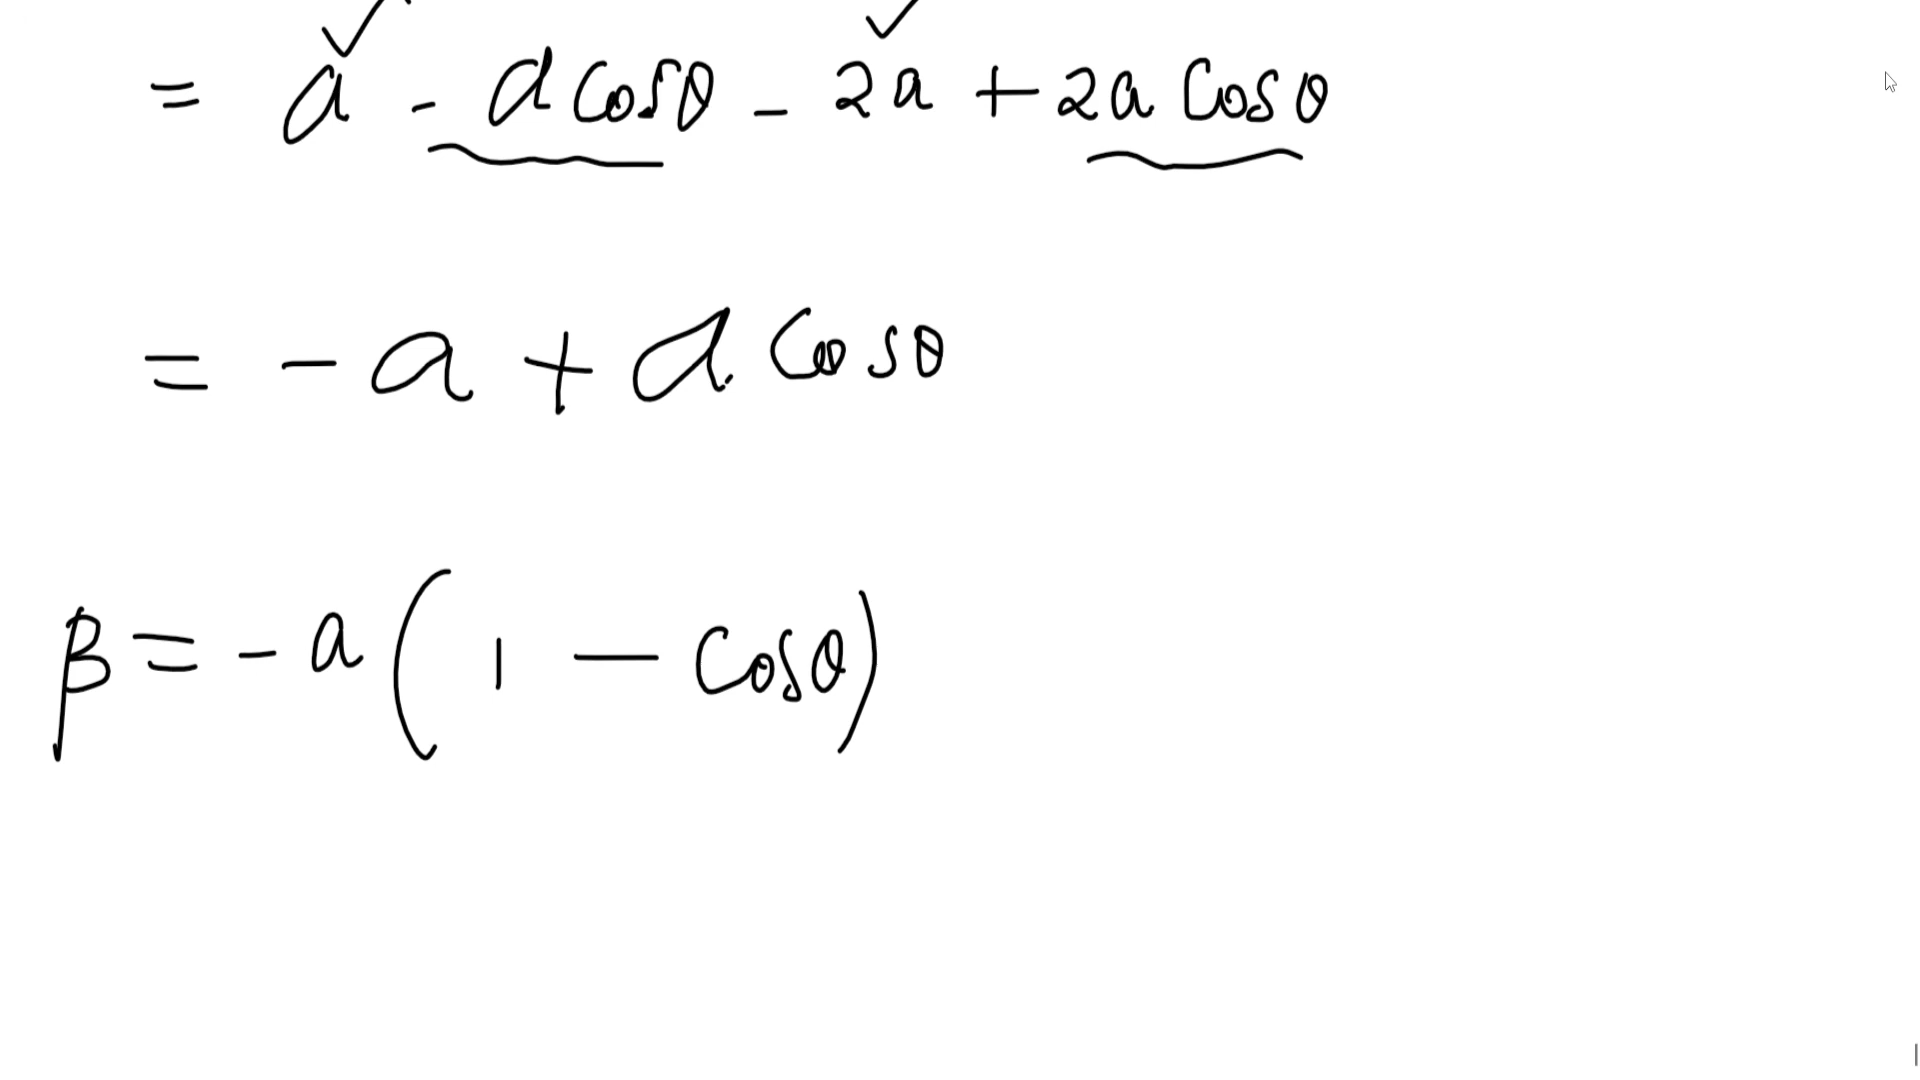 = a - a cosθ - 2a + 2a cosθ
= - a + a cosθ
β = - a ( 1 - cosθ )